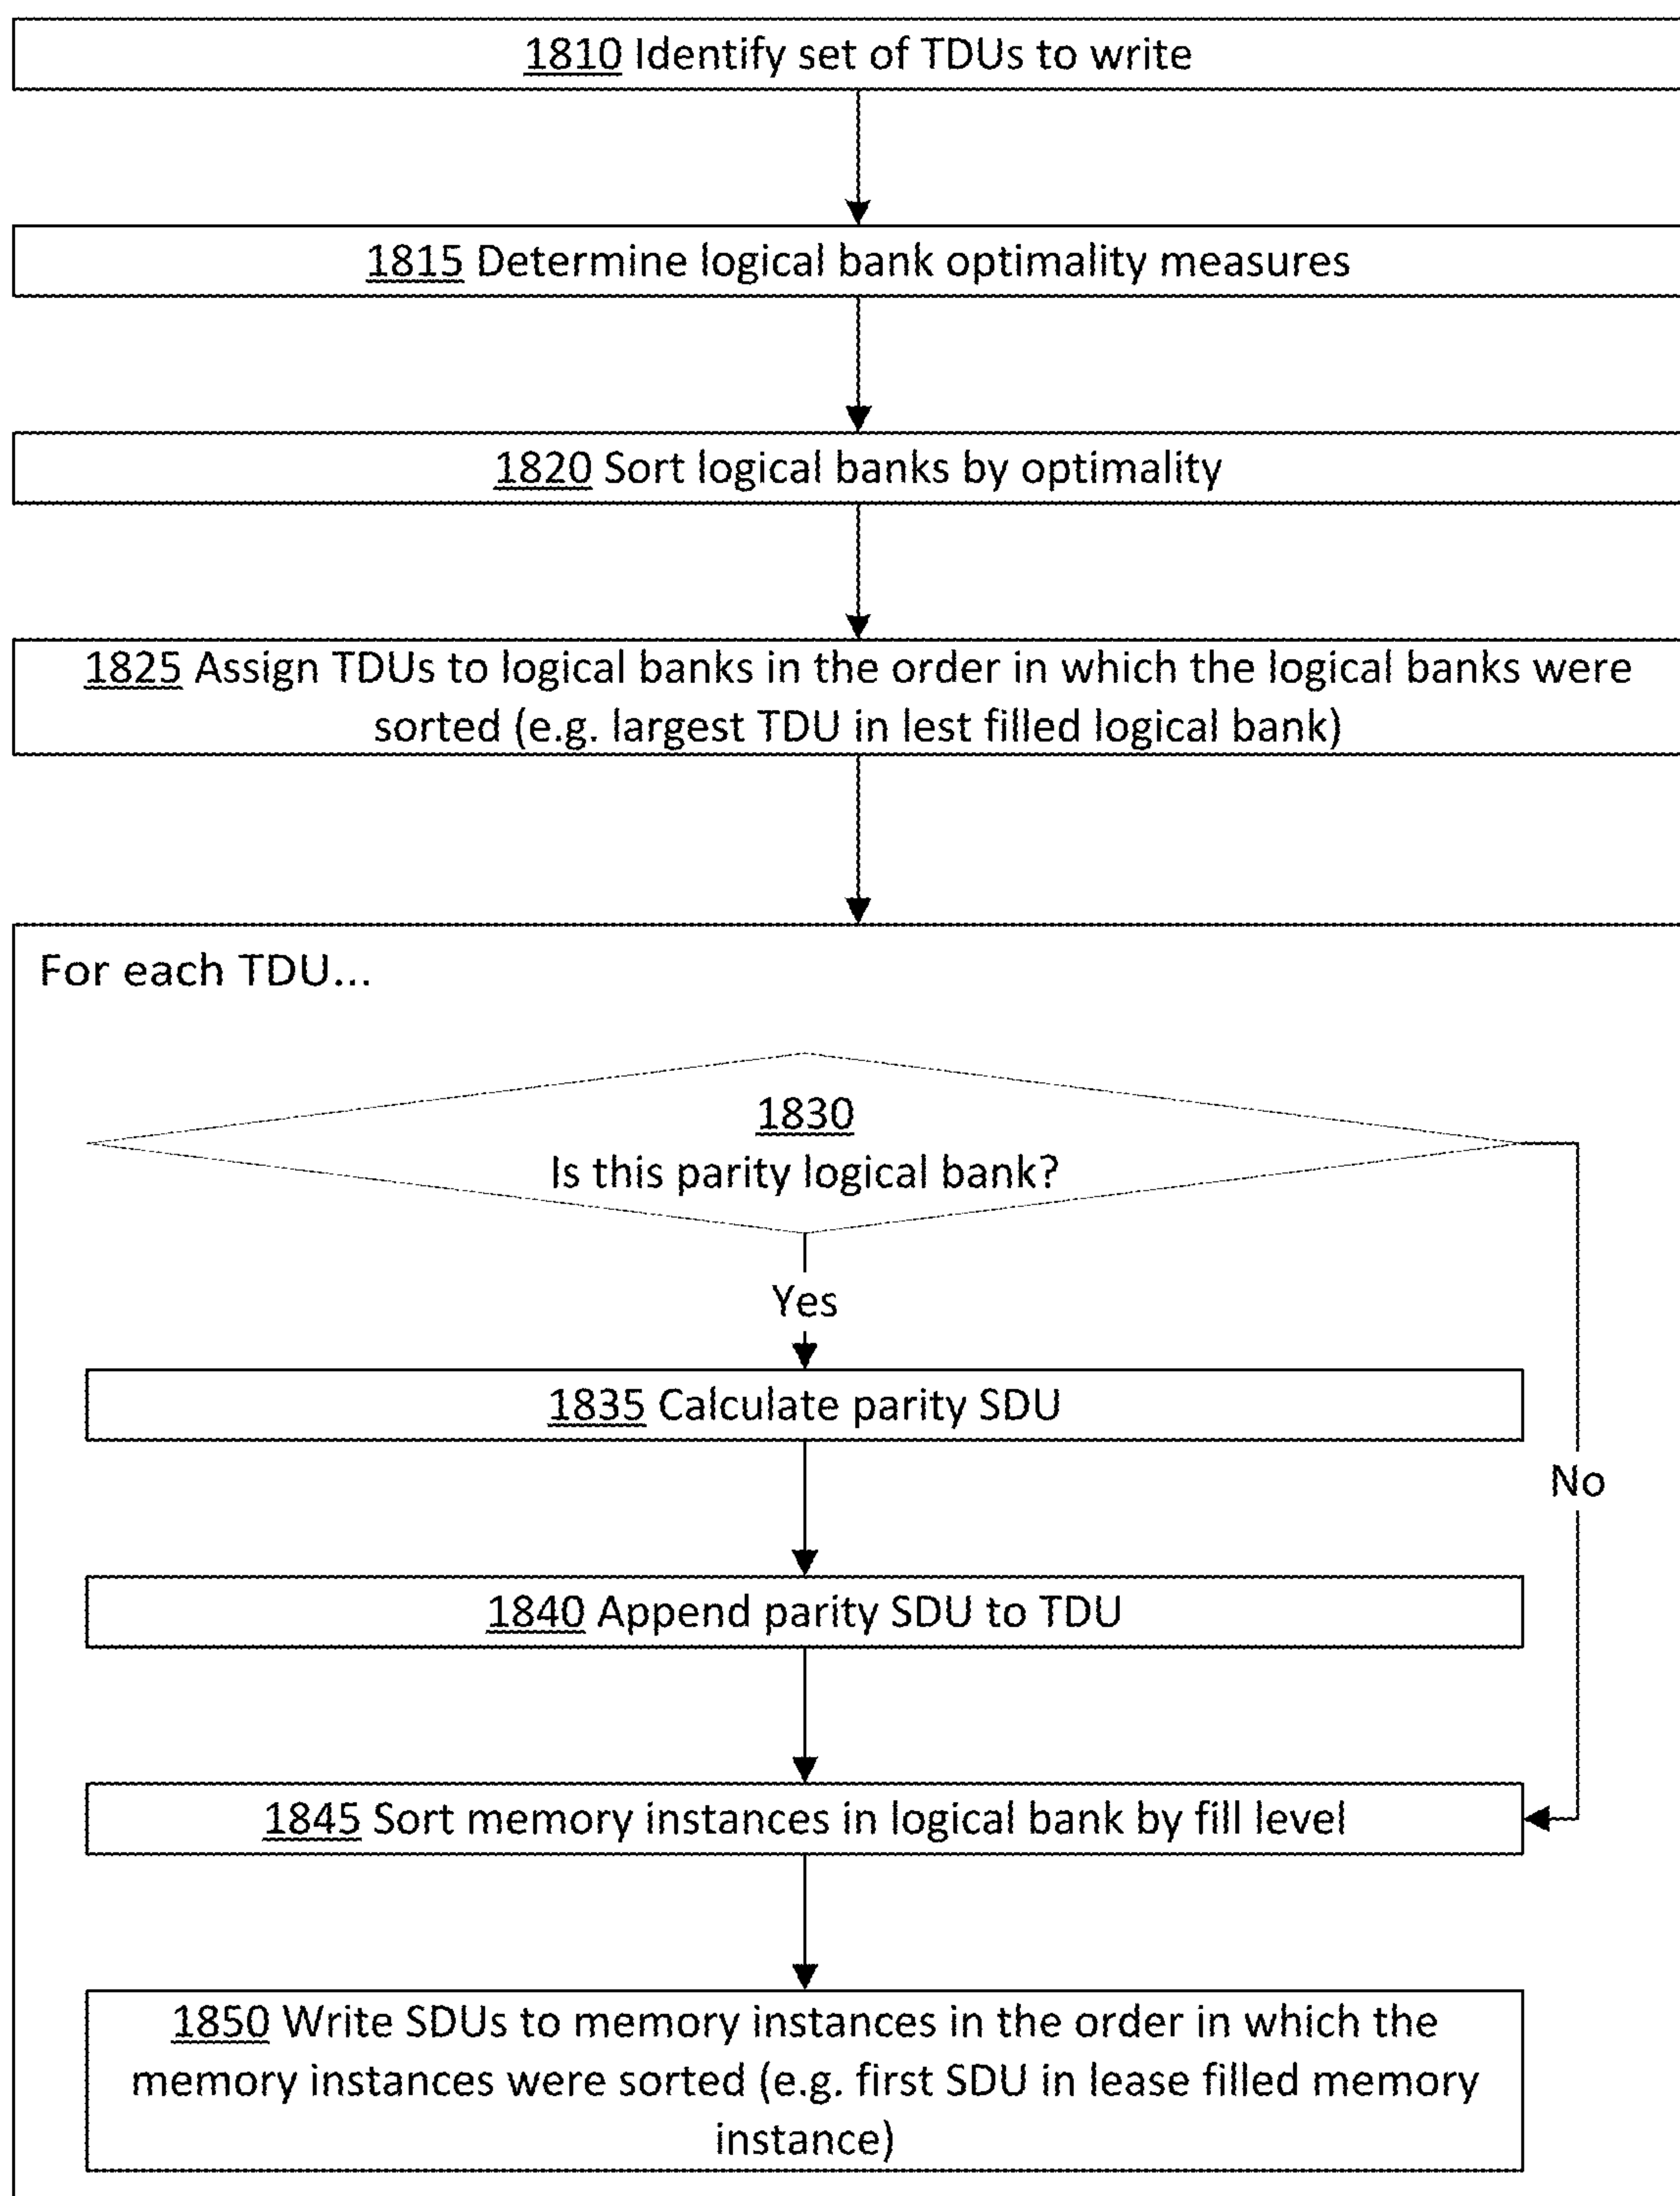 1810 Identify set of TDUs to write
1815 Determine logical bank optimality measures
1820 Sort logical banks by optimality
1825 Assign TDUs to logical banks in the order in which the logical banks were
sorted (e.g. largest TDU in lest filled logical bank)
For each TDU...
1830
Is this parity logical bank?
Yes
1835 Calculate parity SDU
No
1840 Append parity SDU to TDU
1845 Sort memory instances in logical bank by fill level
1850 Write SDUs to memory instances in the order in which the
memory instances were sorted (e.g. first SDU in lease filled memory
instance)